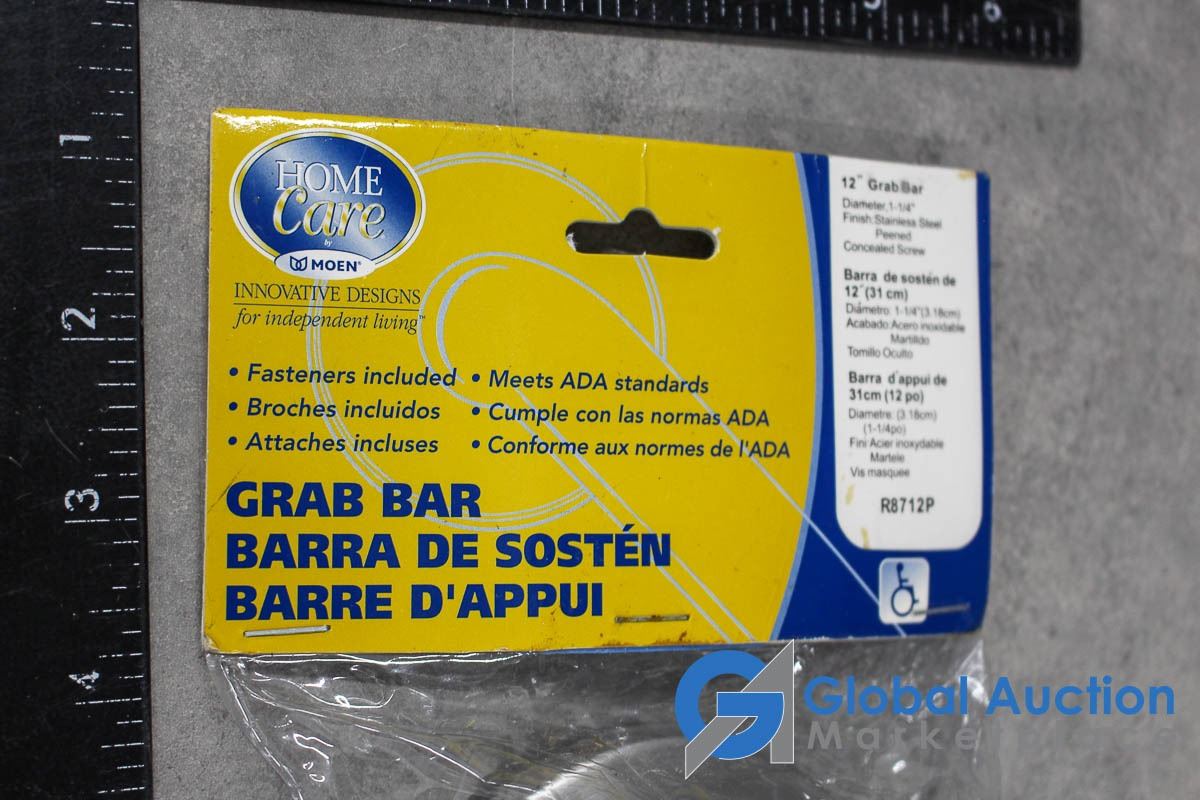 1
2
3
4
HOME
Care
by
MOEN®
INNOVATIVE DESIGNS
for independent living™
• Fasteners included
• Broches incluidos
• Attaches incluses
• Meets ADA standards
• Cumple con las normas ADA
• Conforme aux normes de l'ADA
GRAB BAR
BARRA DE SOSTÉN
BARRE D'APPUI
12" Grab Bar
Diameter,1-1/4"
Finish:Stainless Steel
Peened
Concealed Screw
Barra de sostén de
12"(31 cm)
Diámetro: 1-1/4"(3.18cm)
Acabado:Acero inoxidable
Martilldo
Tornillo Oculto
Barra d'appui de
31cm (12 po)
Diametre: (3.18cm)
(1-1/4po)
Fini:Acier inoxydable
Martele
Vis masquee
R8712P
Global Auction